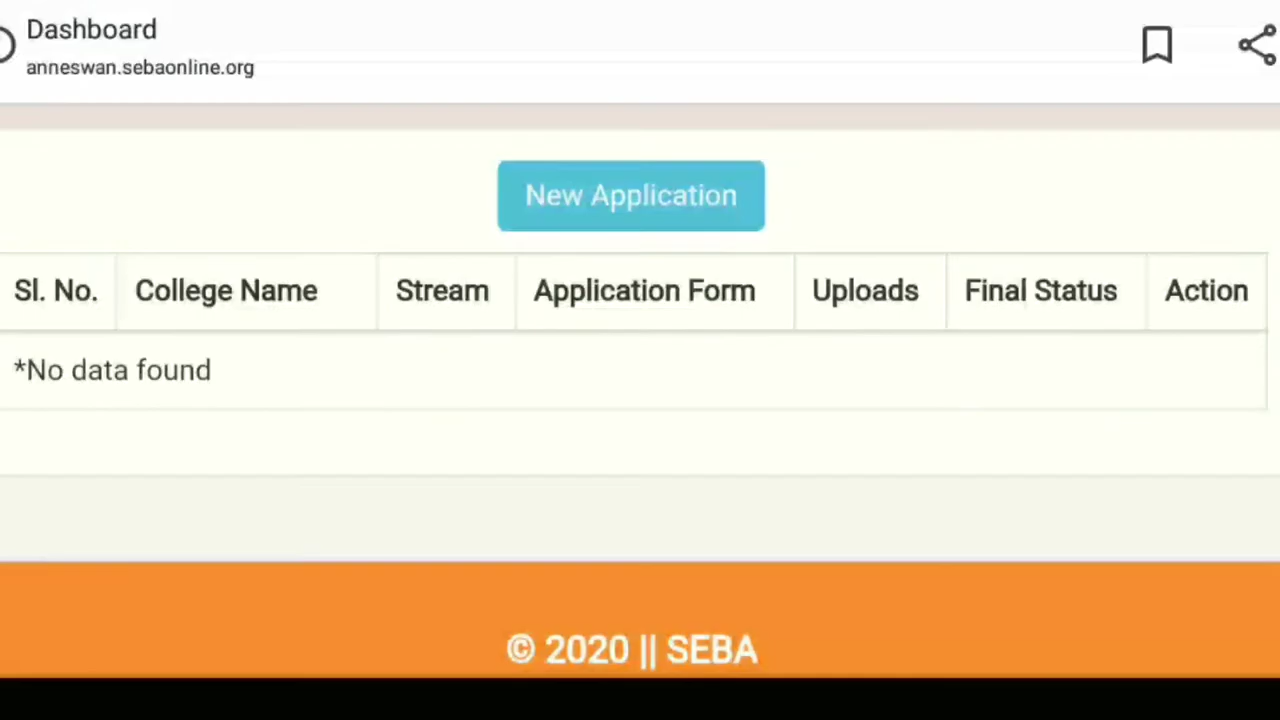 Dashboard
anneswan.sebaonline.org
New Application
Sl. No. College Name Stream Application Form Uploads Final Status Action
*No data found
© 2020 || SEBA